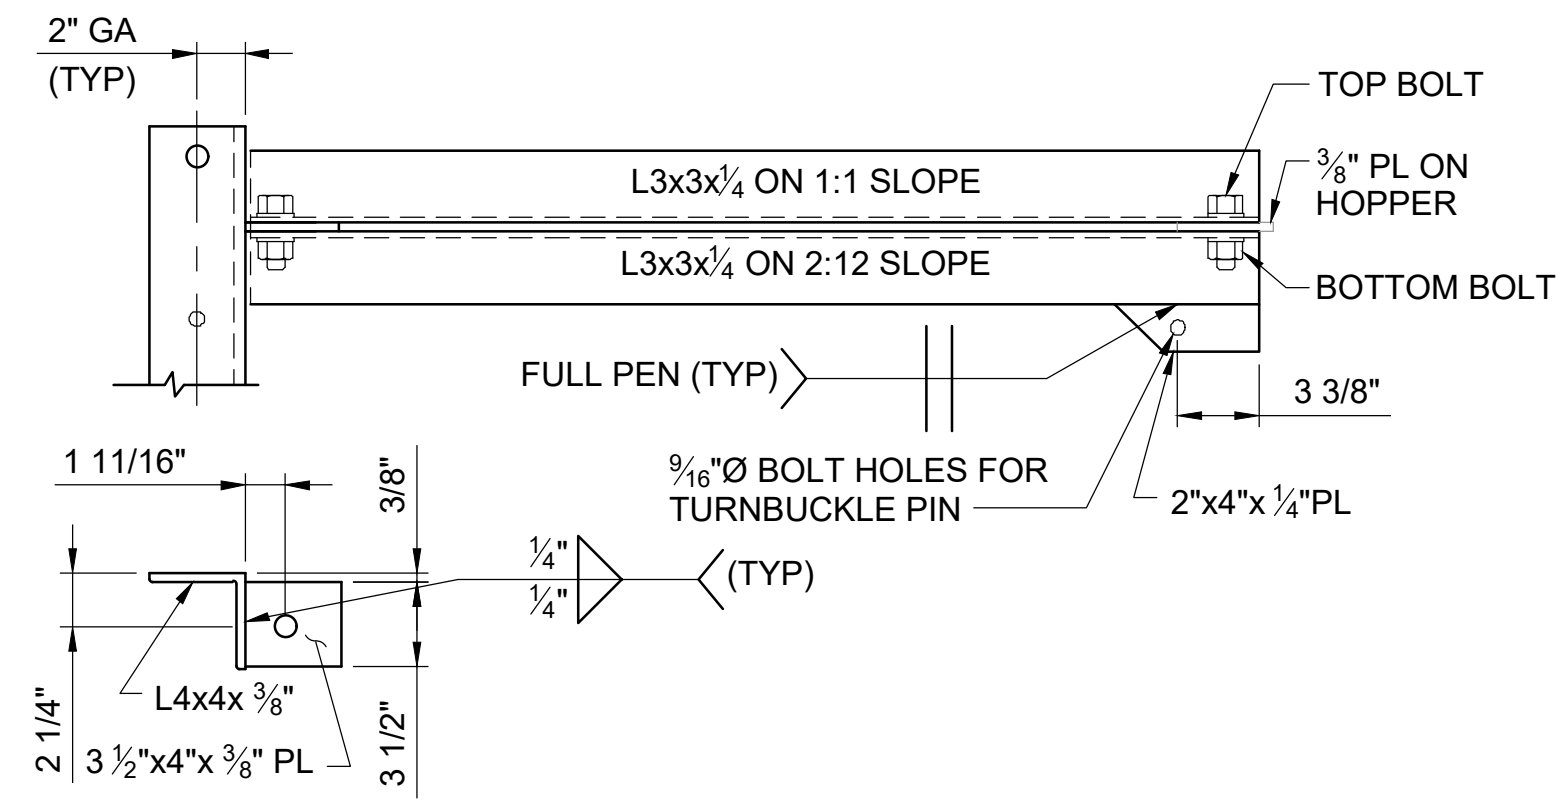 2" GA
(TYP)
TOP BOLT
3/8" PL ON
HOPPER
L3x3x1/4 ON 1:1 SLOPE
L3x3x1/4 ON 2:12 SLOPE
BOTTOM BOLT
FULL PEN (TYP)
3 3/8"
1 11/16"
3/8"
9/16"Ø BOLT HOLES FOR
TURNBUCKLE PIN
2"x4"x 1/4"PL
1/4"
1/4"
(TYP)
L4x4x 3/8"
2 1/4"
3 1/2"x4"x 3/8" PL
3 1/2"